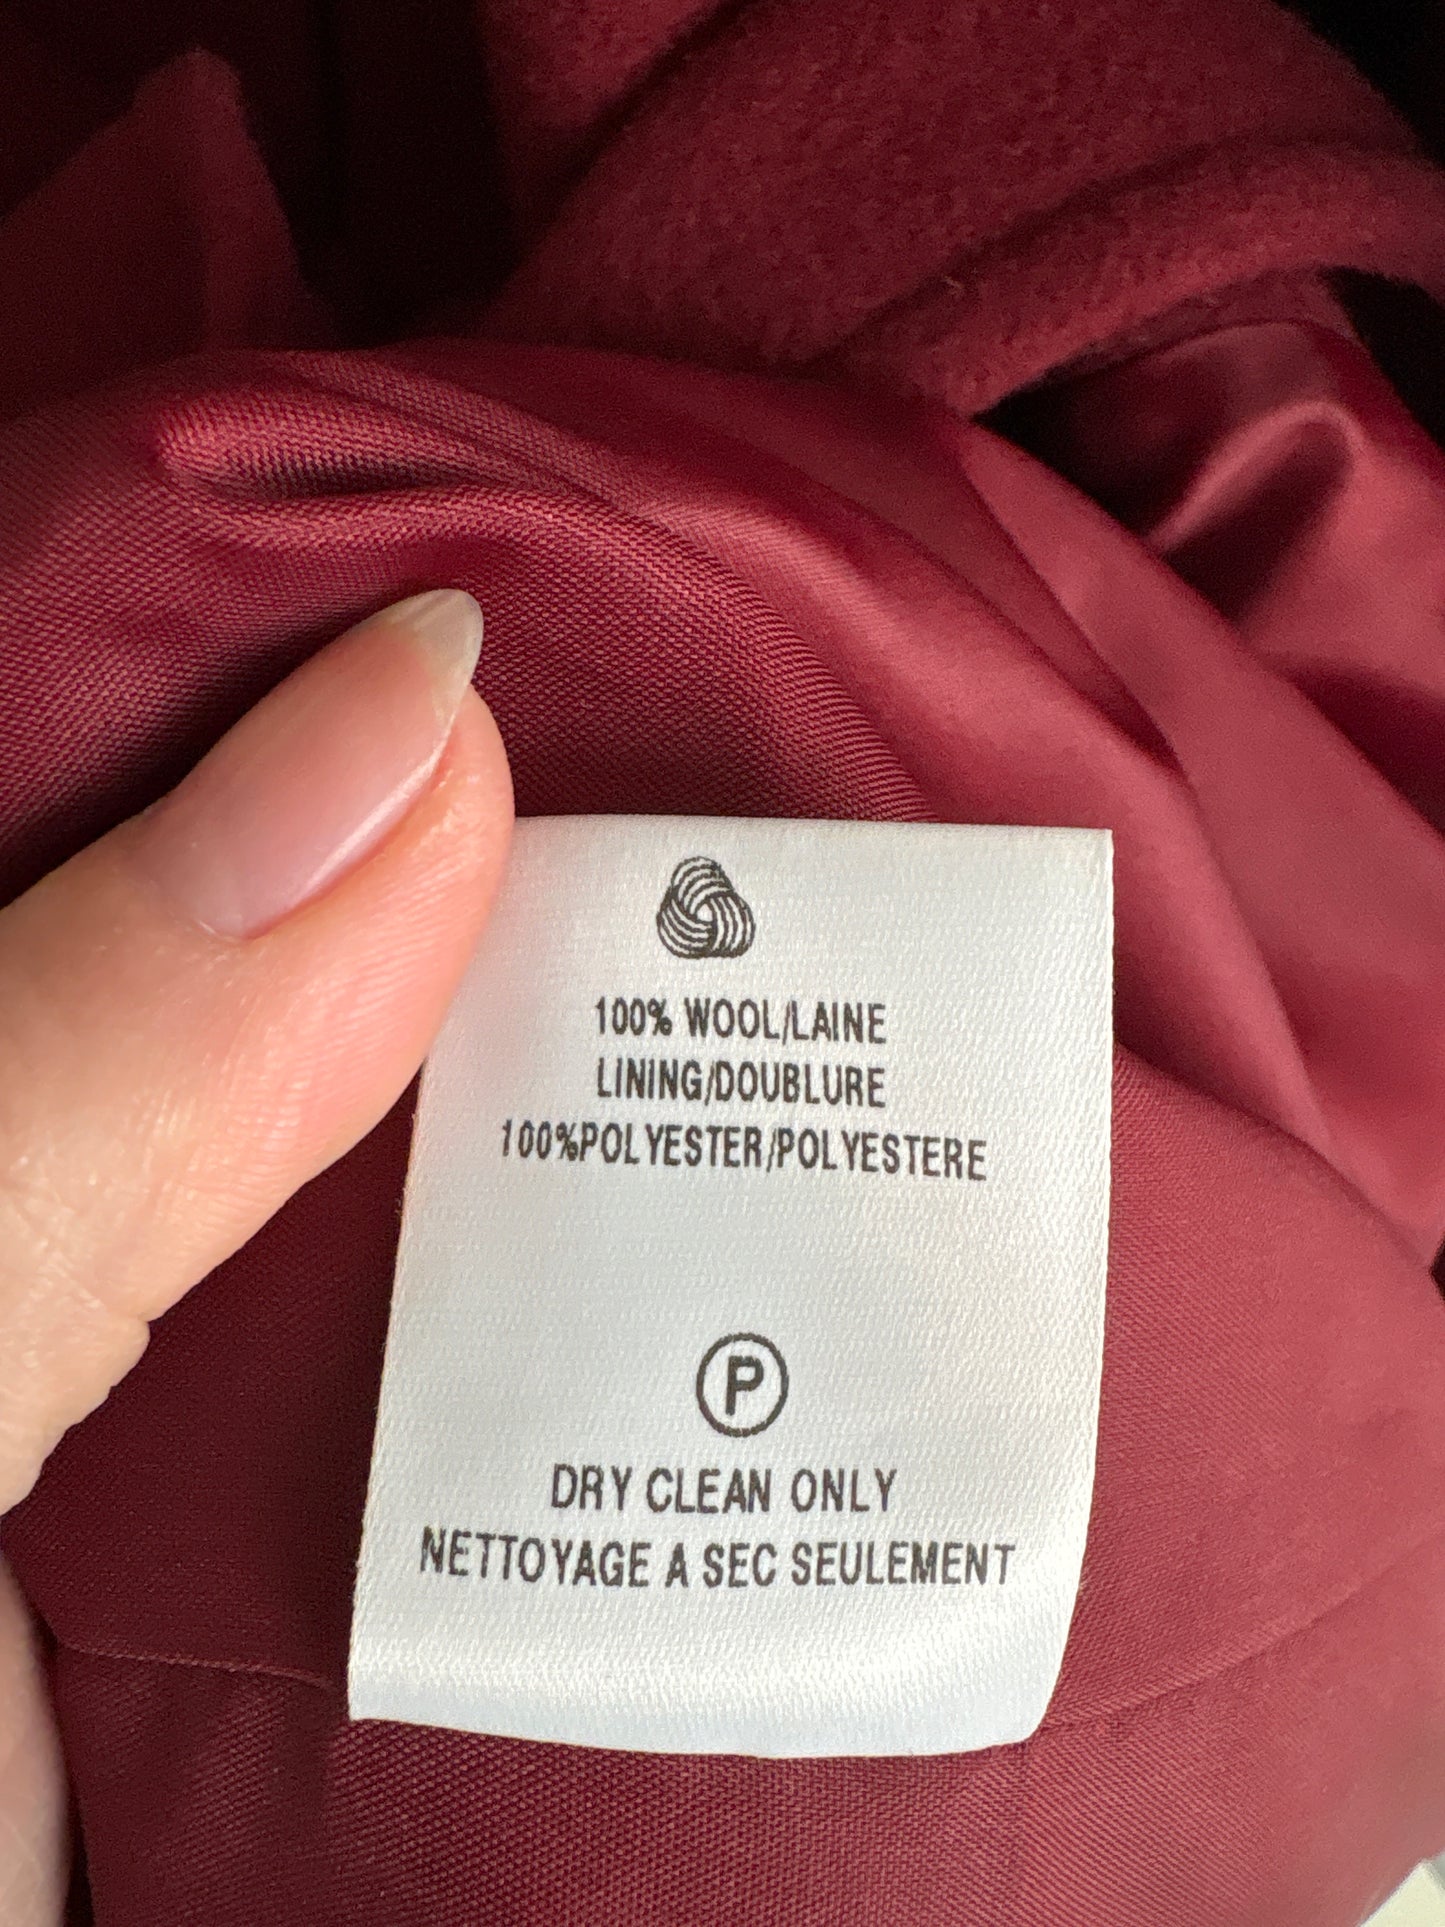 100% WOOL/LAINE
LINING/DOUBLURE
100%POLYESTER/POLYESTERE
P
DRY CLEAN ONLY
NETTOYAGE A SEC SEULEMENT